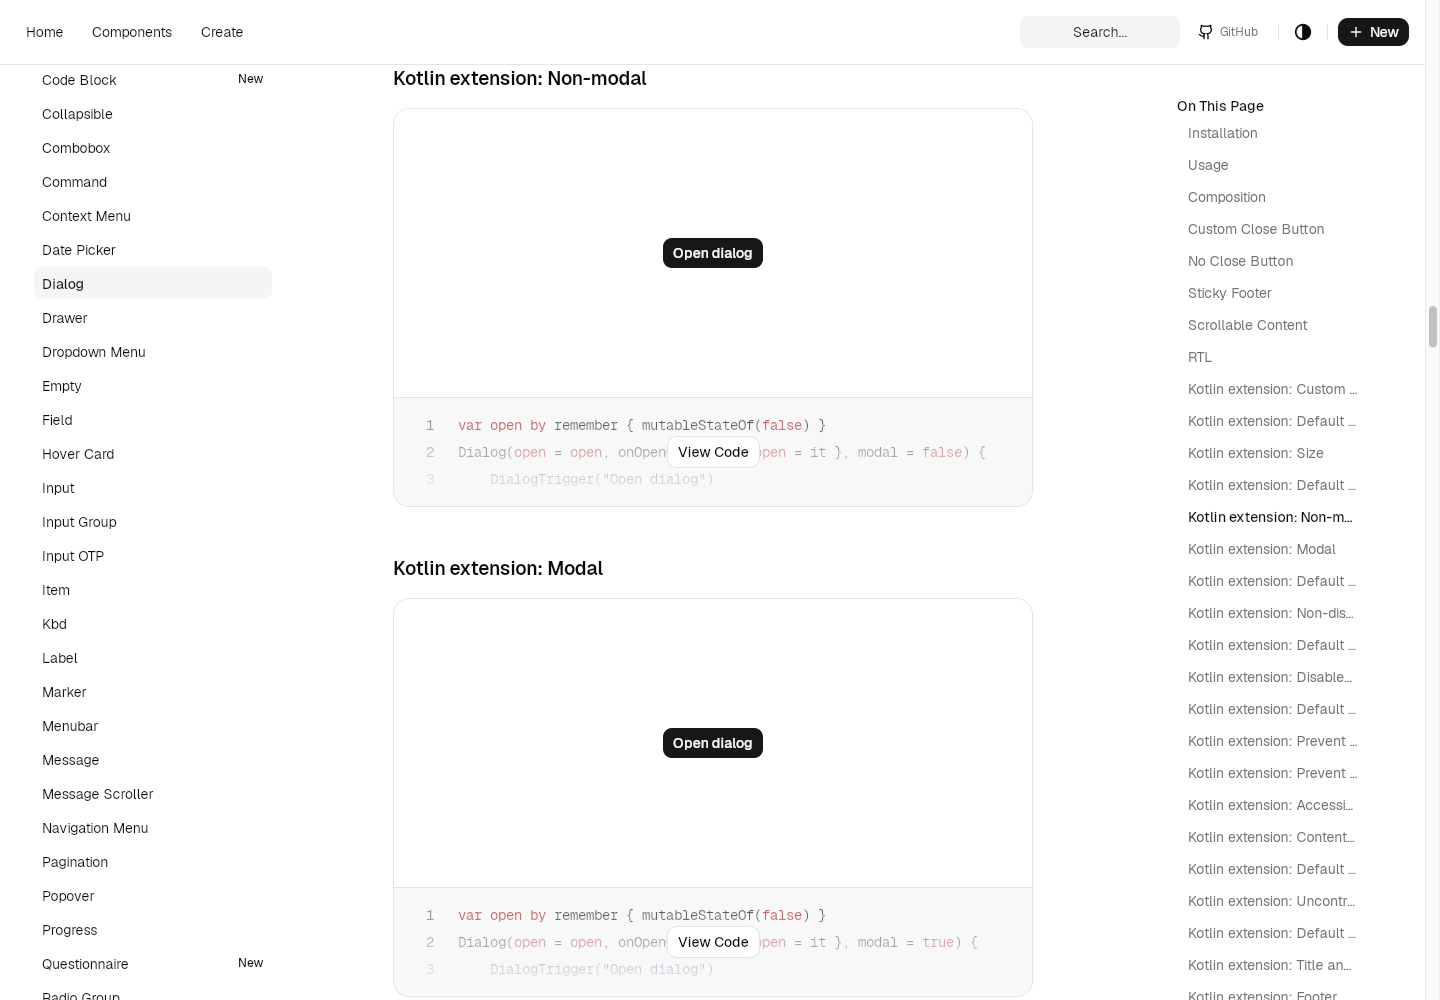 Home
Components
Create
Search...
GitHub
New
Code Block New
Collapsible
Combobox
Command
Context Menu
Date Picker
Dialog
Drawer
Dropdown Menu
Empty
Field
Hover Card
Input
Input Group
Input OTP
Item
Kbd
Label
Marker
Menubar
Message
Message Scroller
Navigation Menu
Pagination
Popover
Progress
Questionnaire New
Radio Group
Kotlin extension: Non-modal
Open dialog
1 var open by remember { mutableStateOf(false) }
2 Dialog(open = open, onOpen open = it }, modal = false) {
View Code
3 DialogTrigger("Open dialog")
Kotlin extension: Modal
Open dialog
1 var open by remember { mutableStateOf(false) }
2 Dialog(open = open, onOpen open = it }, modal = true) {
View Code
3 DialogTrigger("Open dialog")
On This Page
Installation
Usage
Composition
Custom Close Button
No Close Button
Sticky Footer
Scrollable Content
RTL
Kotlin extension: Custom ...
Kotlin extension: Default ...
Kotlin extension: Size
Kotlin extension: Default ...
Kotlin extension: Non-m...
Kotlin extension: Modal
Kotlin extension: Default ...
Kotlin extension: Non-dis...
Kotlin extension: Default ...
Kotlin extension: Disable...
Kotlin extension: Default ...
Kotlin extension: Prevent ...
Kotlin extension: Prevent ...
Kotlin extension: Accessi...
Kotlin extension: Content...
Kotlin extension: Default ...
Kotlin extension: Uncontr...
Kotlin extension: Default ...
Kotlin extension: Title an...
Kotlin extension: Footer